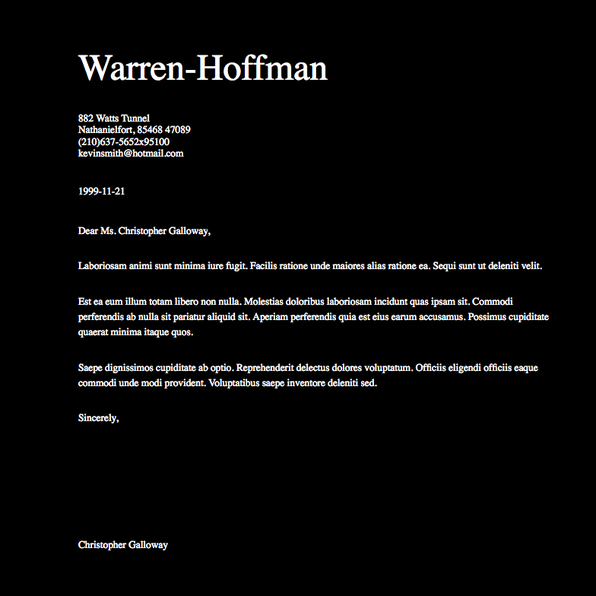 Warren-Hoffman
882 Watts Tunnel
Nathanielfort, 85468 47089
(210)637-5652x95100
kevinsmith@hotmail.com
1999-11-21
Dear Ms. Christopher Galloway,
Laboriosam animi sunt minima iure fugit. Facilis ratione unde maiores alias ratione ea. Sequi sunt ut deleniti velit.
Est ea eum illum totam libero non nulla. Molestias doloribus laboriosam incidunt quas ipsam sit. Commodi
perferendis ab nulla sit pariatur aliquid sit. Aperiam perferendis quia est eius earum accusamus. Possimus cupiditate
quaerat minima itaque quos.
Saepe dignissimos cupiditate ab optio. Reprehenderit delectus dolores voluptatum. Officiis eligendi officiis eaque
commodi unde modi provident. Voluptatibus saepe inventore deleniti sed.
Sincerely,
Christopher Galloway